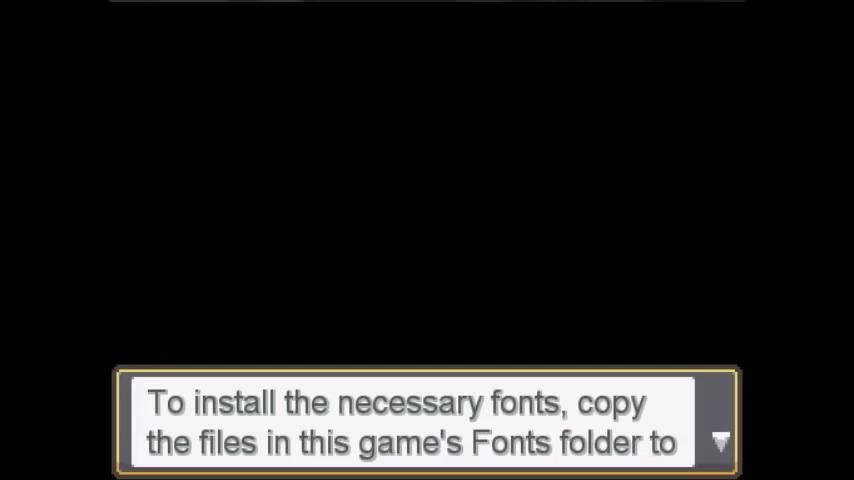 To install the necessary fonts, copy
the files in this game's Fonts folder to